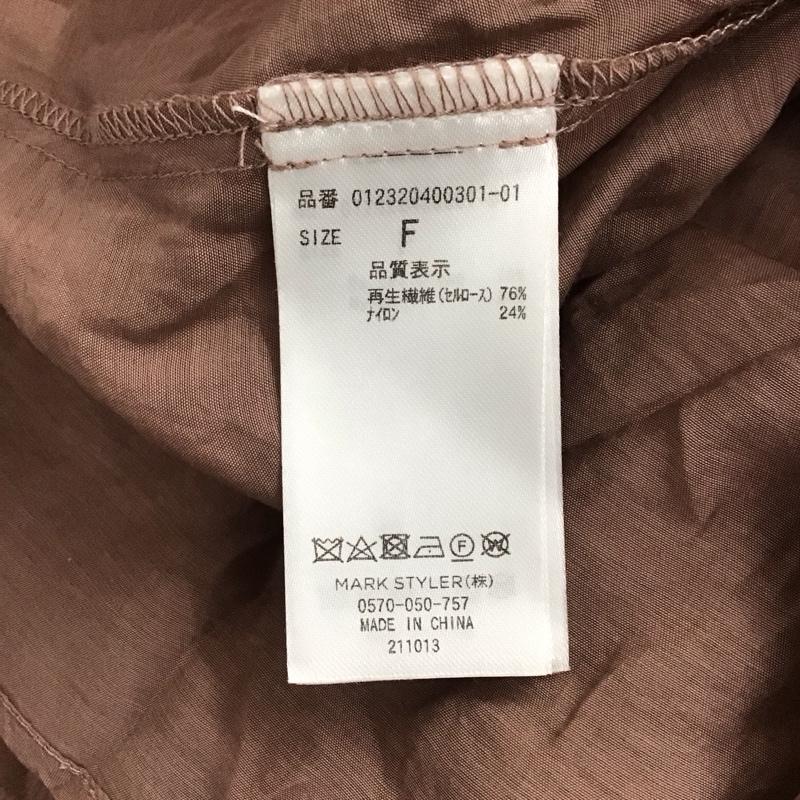 品番 012320400301-01
SIZE F
品質表示
再生繊維(セルロース) 76%
ナイロン 24%
MARK STYLER(株)
0570-050-757
MADE IN CHINA
211013